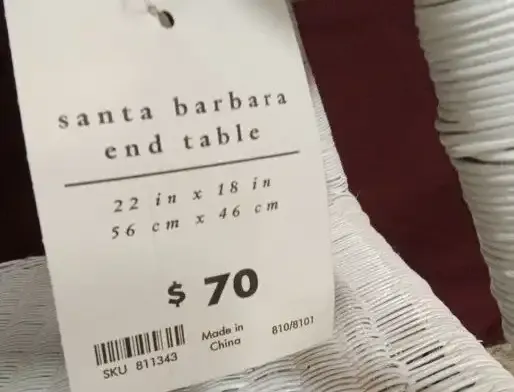 santa barbara
end table
22 in x 18 in
56 cm x 46 cm
$ 70
Made in
China
810/8101
SKU 811343